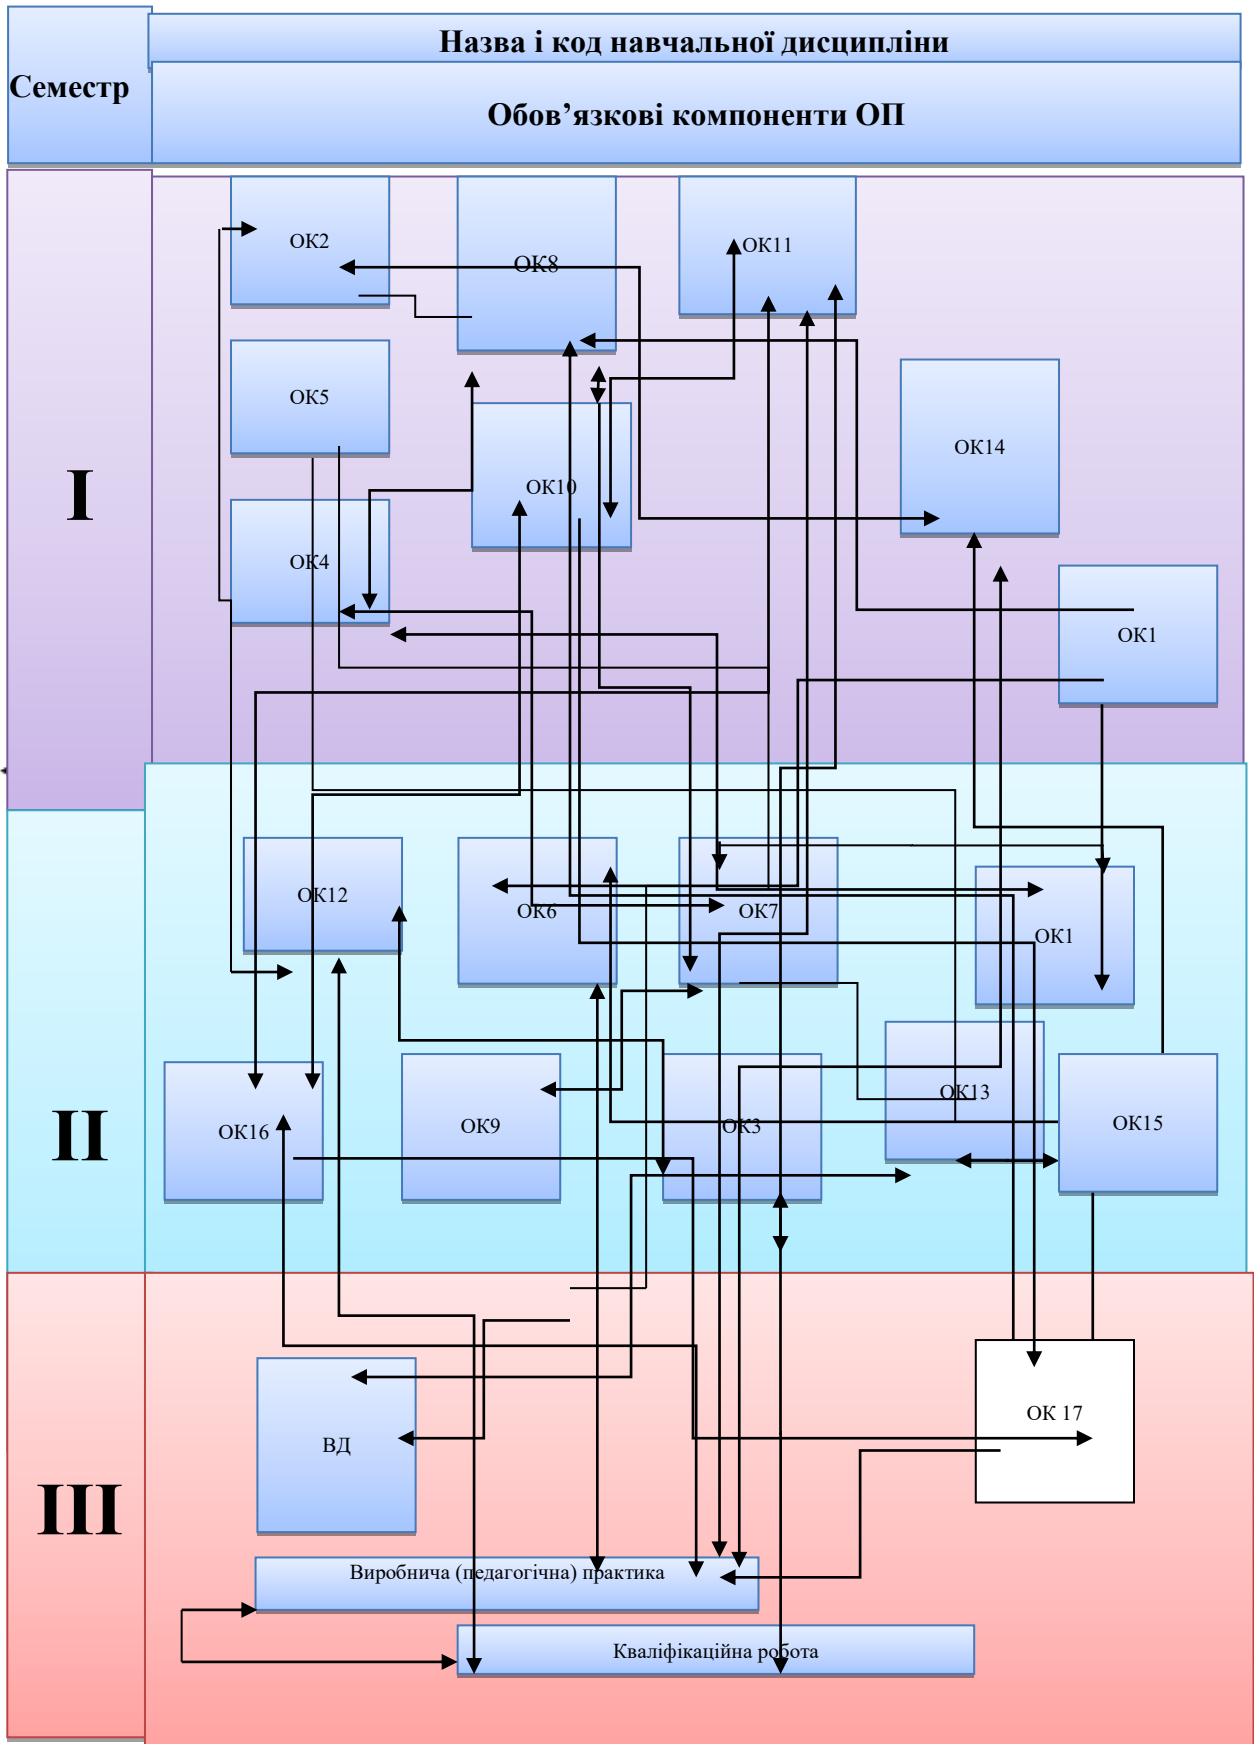 Назва і код навчальної дисципліни
Семестр
Обов’язкові компоненти ОП
I
ОК2
ОК8
ОК11
ОК5
ОК14
ОК10
ОК4
ОК1
II
ОК12
ОК6
ОК7
ОК1
ОК16
ОК9
ОК3
ОК13
ОК15
III
ВД
ОК 17
Виробнича (педагогічна) практика
Кваліфікаційна робота